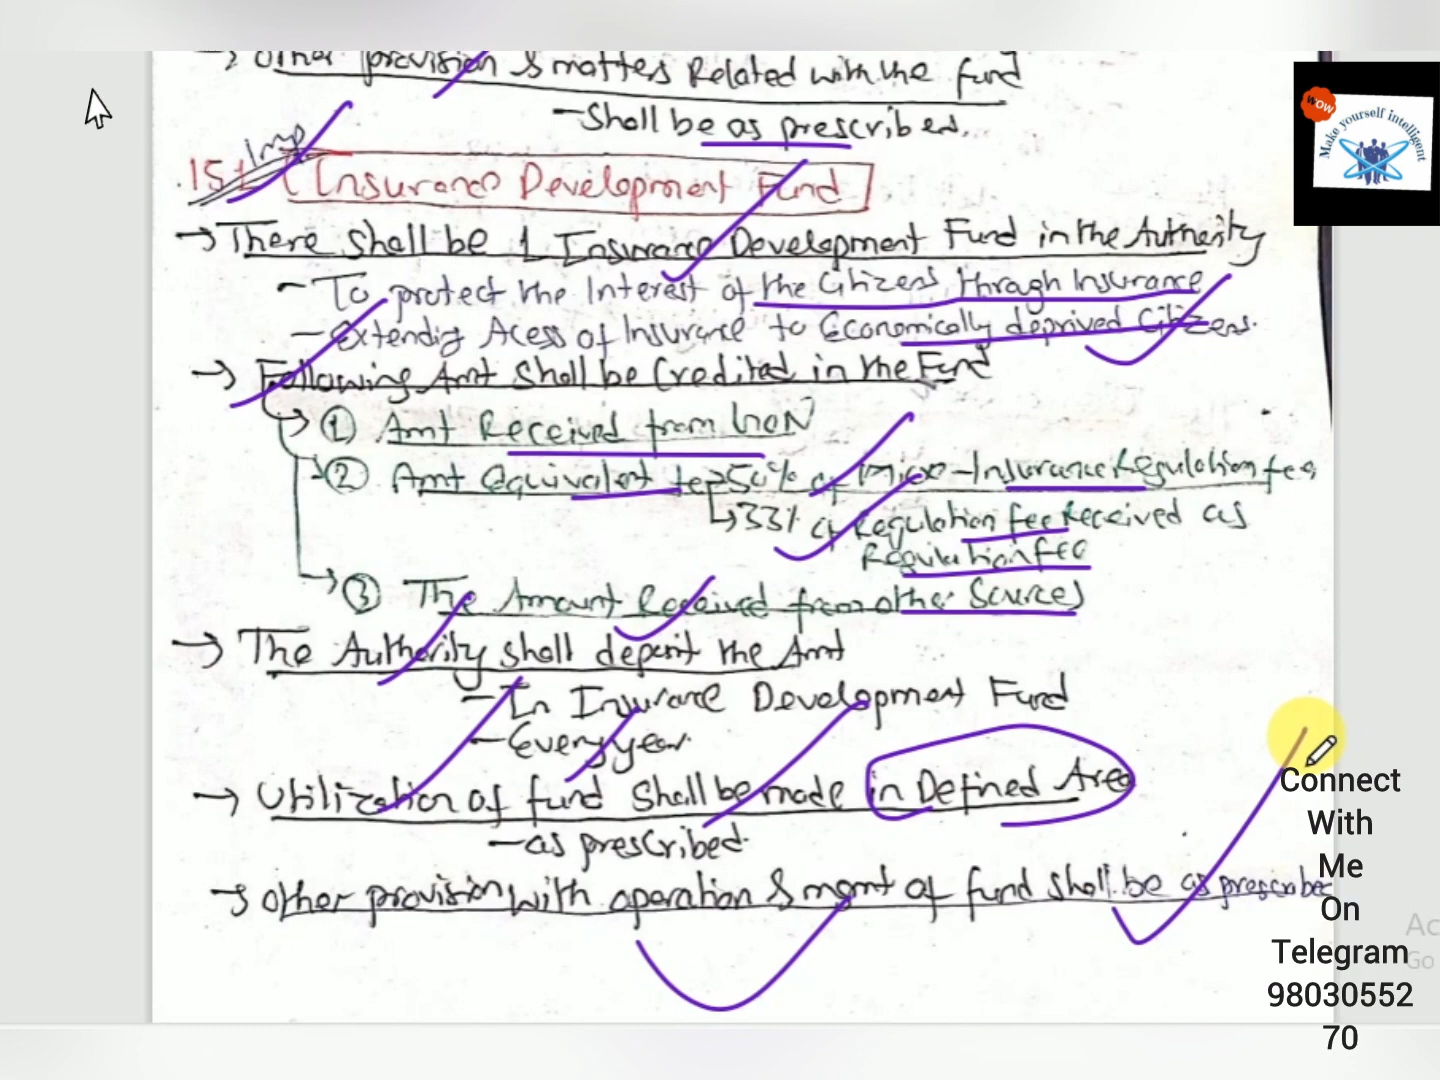 Other provision & matters Related with the fund
- Shall be as prescribed.
151 Imp
Insurance Development Fund
→ There Shall be 1 Insurance Development Fund in the Authority
- To protect the Interest of the Citizens through Insurance
- Extending Acess of Insurance to Economically deprived Citizens.
→ Following Amt Shall be Credited in the Fund
→ ① Amt Received from GON
→ ② Amt Equivalent to → 50% of Micro-Insurance Regulation fee
↳ 33% of Regulation fee Received as
Regulation fee
→ ③ The Amount Received from other Sources
→ The Authority shall deposit the Amt
- In Insurance Development Fund
- Every year.
→ Utilization of fund Shall be made in Defined Area
- as prescribed.
→ Other provision with operation & mgmt of fund Shall be as prescribed
WOW
Make yourself intelligent
Connect
With
Me
On
Telegram
98030552
70
Ac
Go